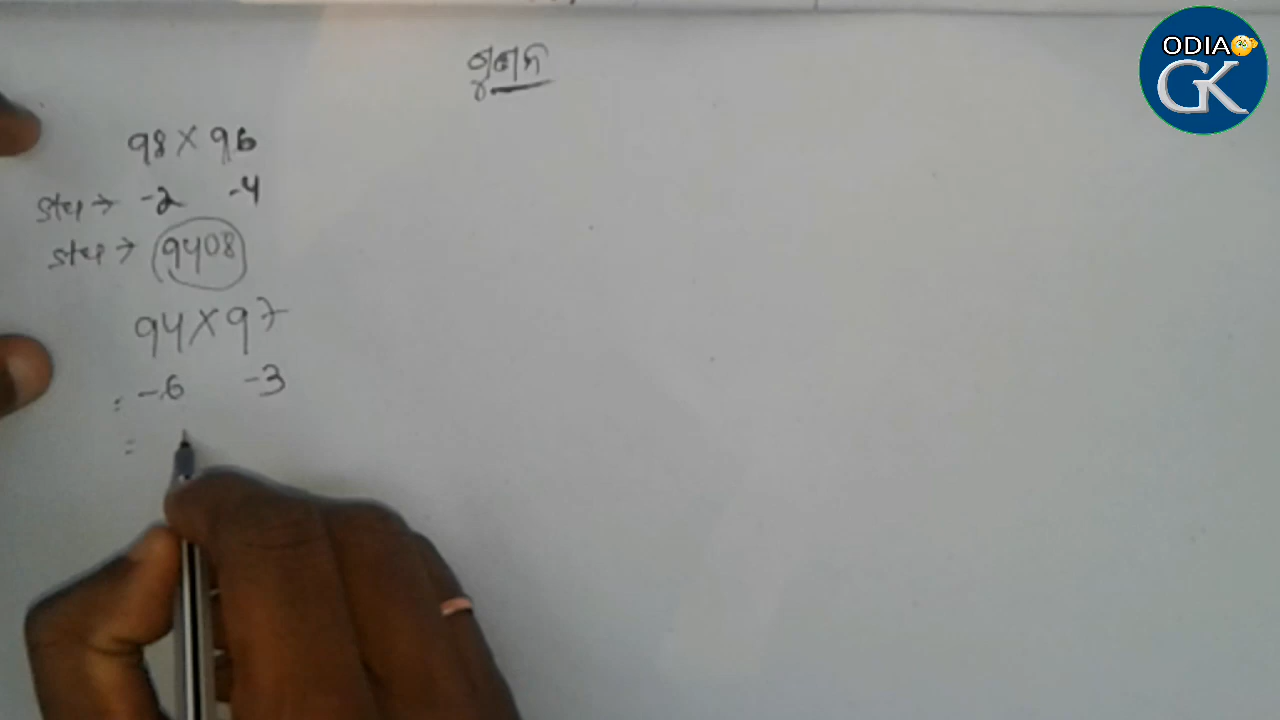 ଗୁଣନ
98 × 96
Step → -2 -4
Step → 9408
94 × 97
: -6 -3
=
ODIA
GK